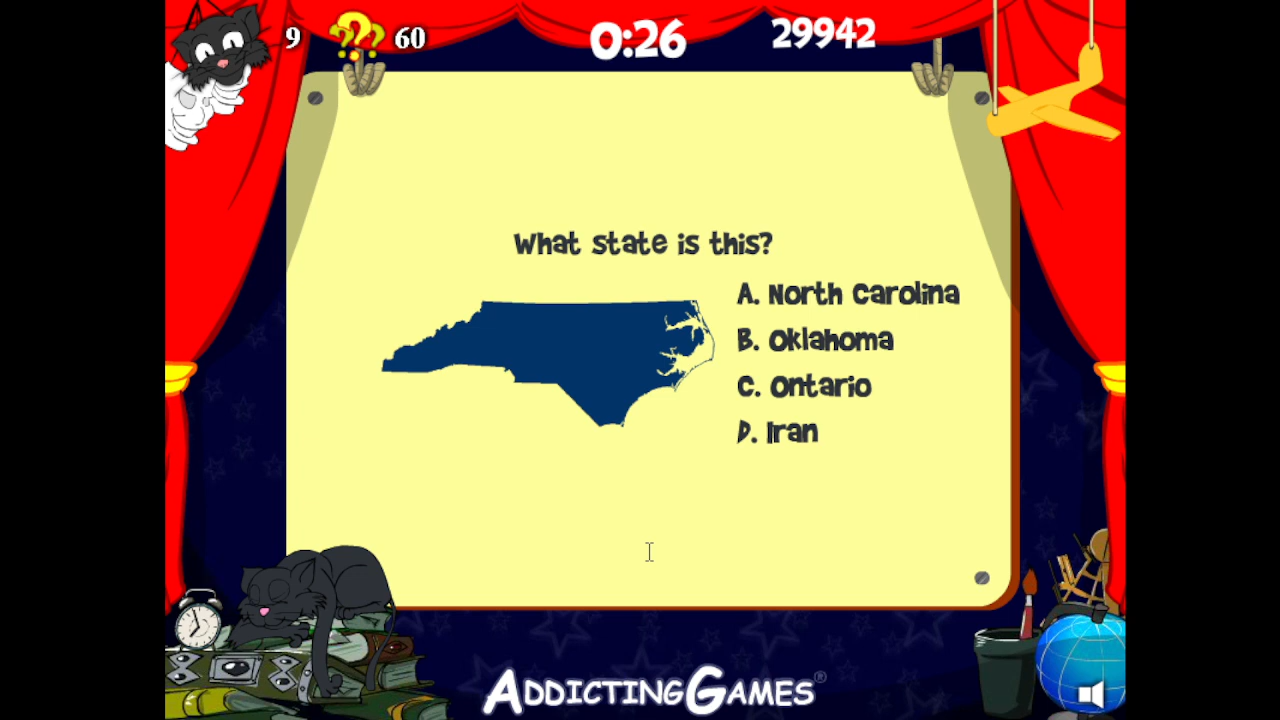 9 ??? 60 0:26 29942
What state is this?
A. North Carolina
B. Oklahoma
C. Ontario
D. Iran
ADDICTINGGAMES®